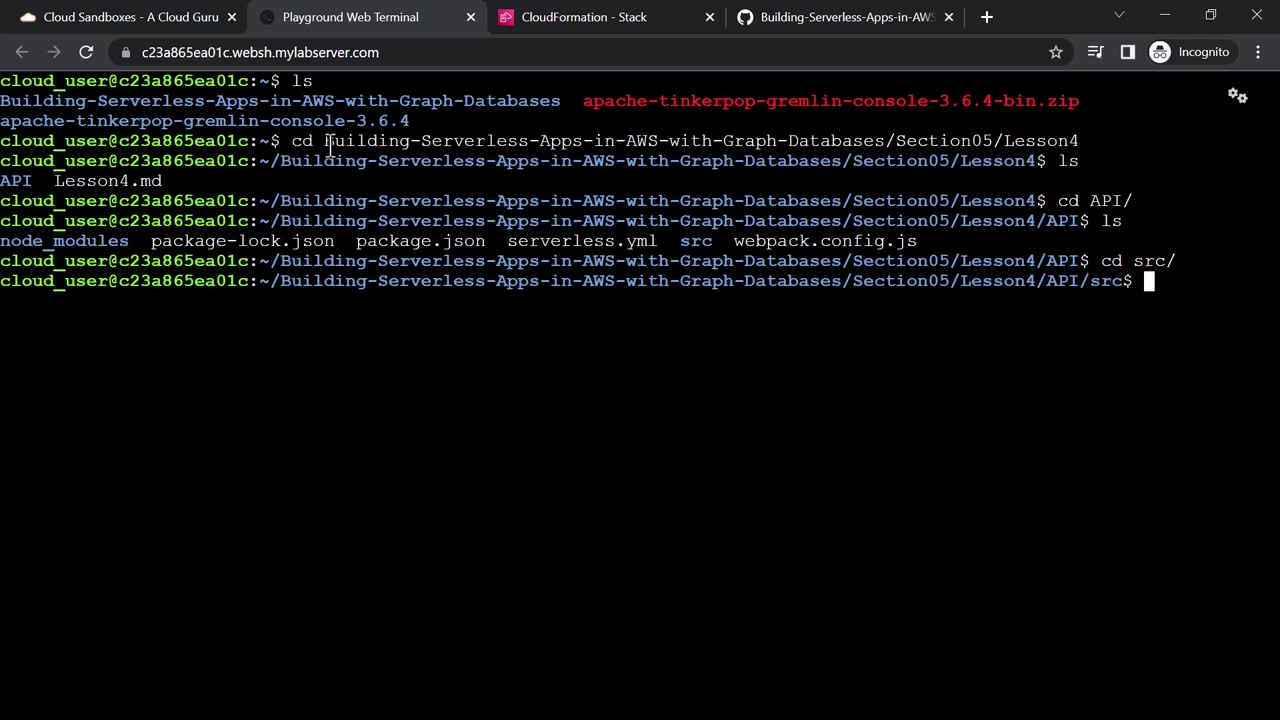 Cloud Sandboxes - A Cloud Guru
Playground Web Terminal
CloudFormation - Stack
Building-Serverless-Apps-in-AWS
c23a865ea01c.websh.mylabserver.com
Incognito
cloud_user@c23a865ea01c:~$ ls
Building-Serverless-Apps-in-AWS-with-Graph-Databases apache-tinkerpop-gremlin-console-3.6.4-bin.zip
apache-tinkerpop-gremlin-console-3.6.4
cloud_user@c23a865ea01c:~$ cd Building-Serverless-Apps-in-AWS-with-Graph-Databases/Section05/Lesson4
cloud_user@c23a865ea01c:~/Building-Serverless-Apps-in-AWS-with-Graph-Databases/Section05/Lesson4$ ls
API Lesson4.md
cloud_user@c23a865ea01c:~/Building-Serverless-Apps-in-AWS-with-Graph-Databases/Section05/Lesson4$ cd API/
cloud_user@c23a865ea01c:~/Building-Serverless-Apps-in-AWS-with-Graph-Databases/Section05/Lesson4/API$ ls
node_modules package-lock.json package.json serverless.yml src webpack.config.js
cloud_user@c23a865ea01c:~/Building-Serverless-Apps-in-AWS-with-Graph-Databases/Section05/Lesson4/API$ cd src/
cloud_user@c23a865ea01c:~/Building-Serverless-Apps-in-AWS-with-Graph-Databases/Section05/Lesson4/API/src$